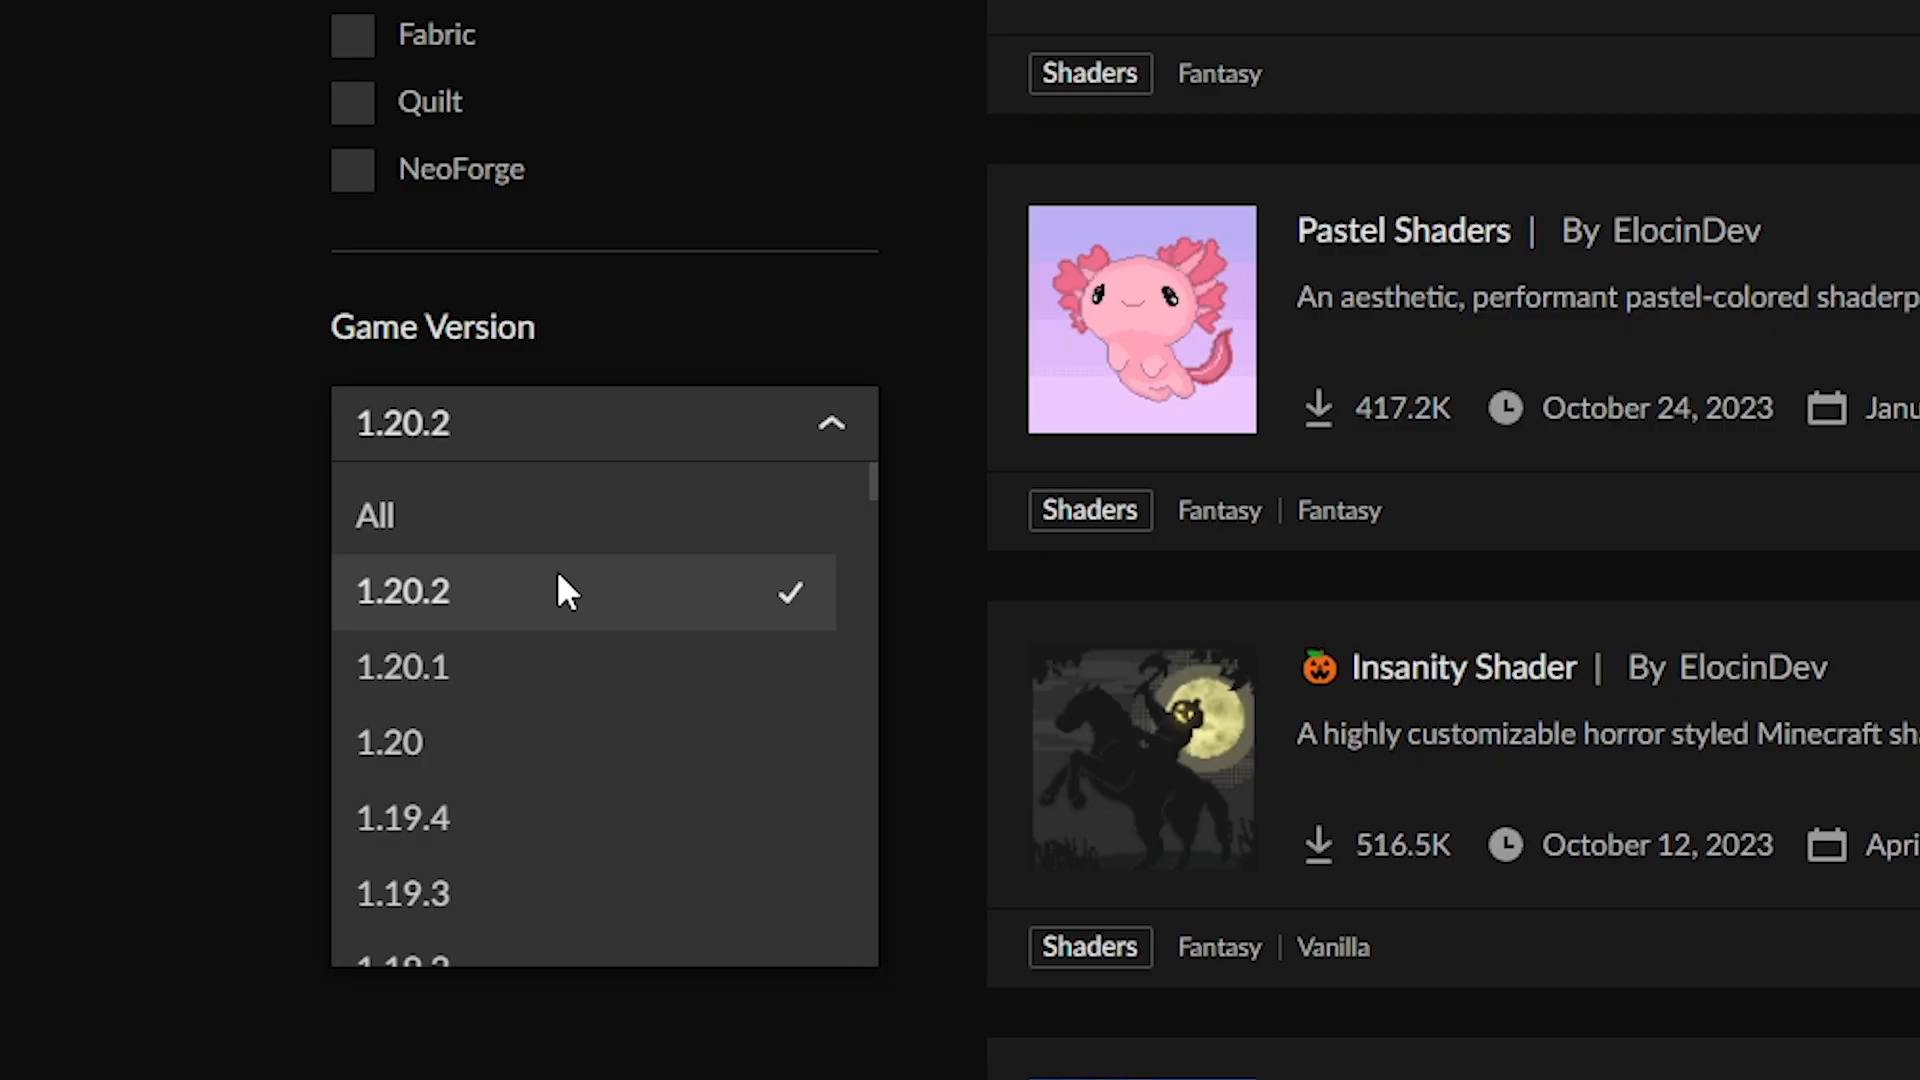 Fabric
Quilt
NeoForge
Game Version
1.20.2
All
1.20.2
1.20.1
1.20
1.19.4
1.19.3
Shaders Fantasy
Pastel Shaders | By ElocinDev
An aesthetic, performant pastel-colored shaderp
417.2K October 24, 2023 Janu
Shaders Fantasy | Fantasy
🎃 Insanity Shader | By ElocinDev
A highly customizable horror styled Minecraft sh
516.5K October 12, 2023 Apri
Shaders Fantasy | Vanilla